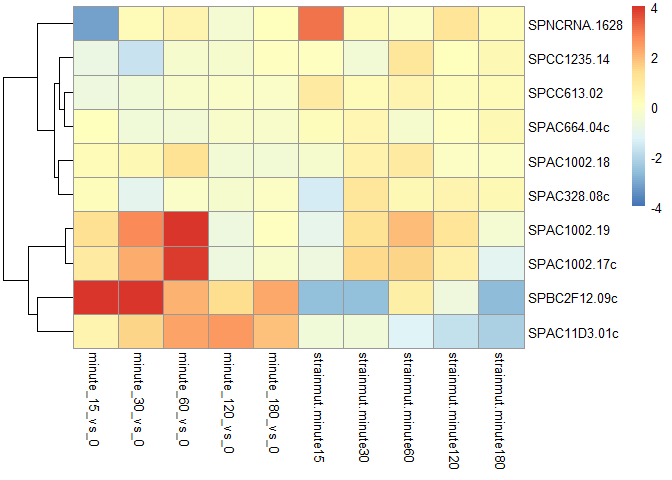 SPNCRNA.1628
SPCC1235.14
SPCC613.02
SPAC664.04c
SPAC1002.18
SPAC328.08c
SPAC1002.19
SPAC1002.17c
SPBC2F12.09c
SPAC11D3.01c
4
2
0
-2
-4
minute_15_vs_0
minute_30_vs_0
minute_60_vs_0
minute_120_vs_0
minute_180_vs_0
strainmut.minute15
strainmut.minute30
strainmut.minute60
strainmut.minute120
strainmut.minute180